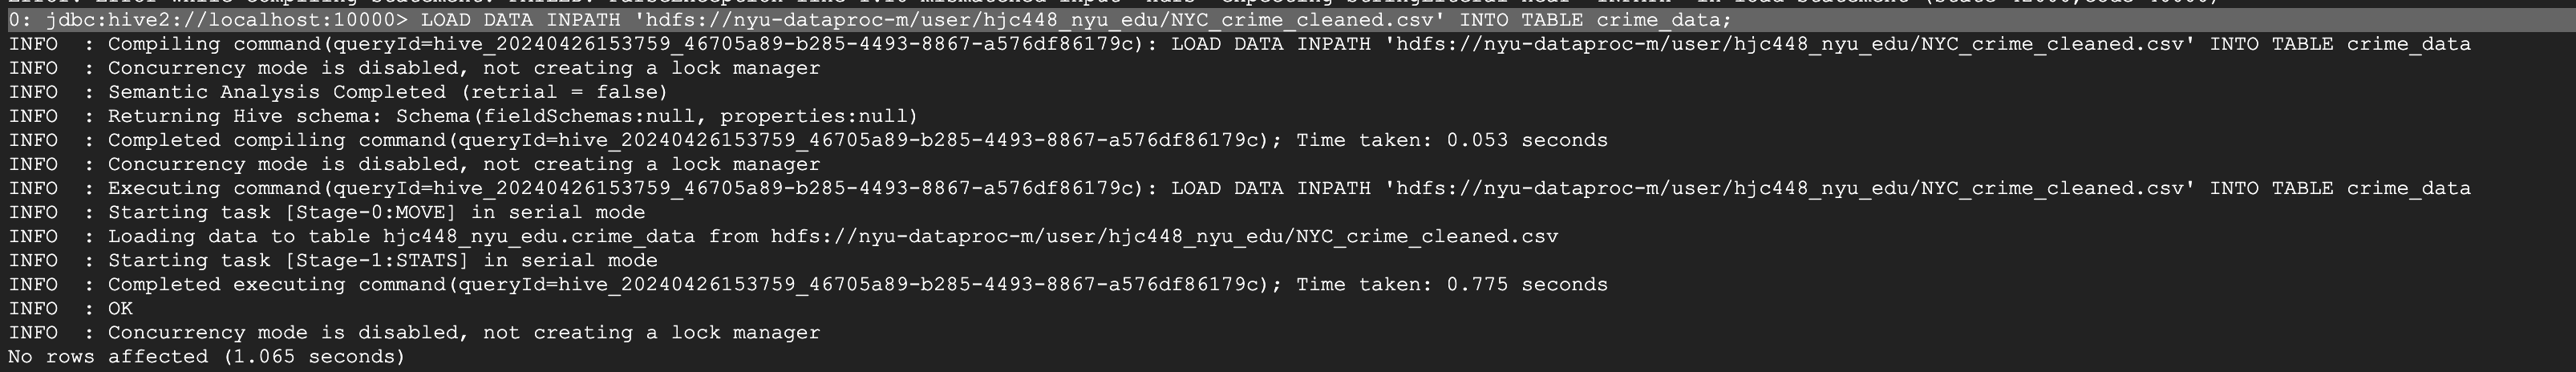 0: jdbc:hive2://localhost:10000> LOAD DATA INPATH 'hdfs://nyu-dataproc-m/user/hjc448_nyu_edu/NYC_crime_cleaned.csv' INTO TABLE crime_data;
INFO  : Compiling command(queryId=hive_20240426153759_46705a89-b285-4493-8867-a576df86179c): LOAD DATA INPATH 'hdfs://nyu-dataproc-m/user/hjc448_nyu_edu/NYC_crime_cleaned.csv' INTO TABLE crime_data
INFO  : Concurrency mode is disabled, not creating a lock manager
INFO  : Semantic Analysis Completed (retrial = false)
INFO  : Returning Hive schema: Schema(fieldSchemas:null, properties:null)
INFO  : Completed compiling command(queryId=hive_20240426153759_46705a89-b285-4493-8867-a576df86179c); Time taken: 0.053 seconds
INFO  : Concurrency mode is disabled, not creating a lock manager
INFO  : Executing command(queryId=hive_20240426153759_46705a89-b285-4493-8867-a576df86179c): LOAD DATA INPATH 'hdfs://nyu-dataproc-m/user/hjc448_nyu_edu/NYC_crime_cleaned.csv' INTO TABLE crime_data
INFO  : Starting task [Stage-0:MOVE] in serial mode
INFO  : Loading data to table hjc448_nyu_edu.crime_data from hdfs://nyu-dataproc-m/user/hjc448_nyu_edu/NYC_crime_cleaned.csv
INFO  : Starting task [Stage-1:STATS] in serial mode
INFO  : Completed executing command(queryId=hive_20240426153759_46705a89-b285-4493-8867-a576df86179c); Time taken: 0.775 seconds
INFO  : OK
INFO  : Concurrency mode is disabled, not creating a lock manager
No rows affected (1.065 seconds)